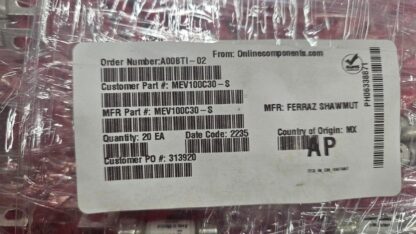 From: Onlinecomponents.com
Order Number:A00BTI-02
Customer Part #: MEV100C30-S
MFR Part #: MEV100C30-S
MFR: FERRAZ SHAWMUT
Quantity: 20 EA
Date Code: 2235
Country of Origin: MX
Customer PO #: 313920
AP